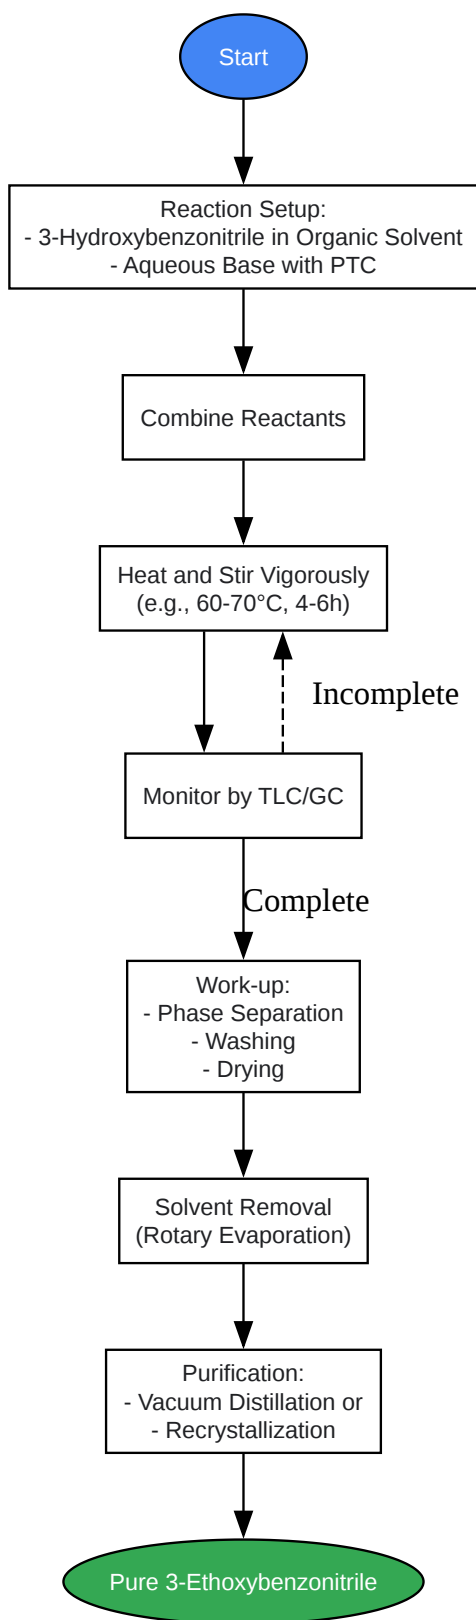 Start
Reaction Setup:
- 3-Hydroxybenzonitrile in Organic Solvent
- Aqueous Base with PTC
Combine Reactants
Heat and Stir Vigorously
(e.g., 60-70°C, 4-6h)
Incomplete
Monitor by TLC/GC
Complete
Work-up:
- Phase Separation
- Washing
- Drying
Solvent Removal
(Rotary Evaporation)
Purification:
- Vacuum Distillation or
- Recrystallization
Pure 3-Ethoxybenzonitrile